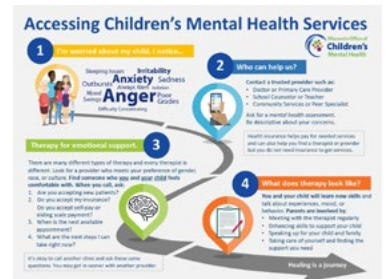 Accessing Children's Mental Health Services
Wisconsin Office of
Children's
Mental Health
1
I'm worried about my child. I notice...
Sleeping Issues
Irritability
Anxiety
Sadness
Outbursts
Always Alert
Isolation
Mood
Swings
Anger
Poor
Grades
Difficulty Concentrating
2
Who can help us?
Contact a trusted provider such as:
• Doctor or Primary Care Provider
• School Counselor or Teacher
• Community Services or Peer Specialist
Ask for a mental health assessment.
Be descriptive about your concerns.
Health insurance helps pay for needed services
and can also help you find a therapist or provider
but you do not need insurance to get services.
Therapy for emotional support.
3
There are many different types of therapy and every therapist
is different. Look for a provider who meets your preference of gender,
race, or culture. Find someone who you and your child feel
comfortable with. When you call, ask:
1. Are you accepting new patients?
2. Do you accept my insurance?
Do you accept self-pay or
sliding scale payment?
3. When is the next available
appointment?
4. What are the next steps I can
take right now?
It's okay to call another clinic and ask these same
questions. You may get in sooner with another provider.
4
What does therapy look like?
You and your child will learn new skills and
talk about experiences, mood, or
behavior. Parents are involved by:
• Meeting with the therapist regularly
• Enhancing skills to support your child
• Speaking up for your child and family
• Taking care of yourself and finding the
support you need
Healing is a journey